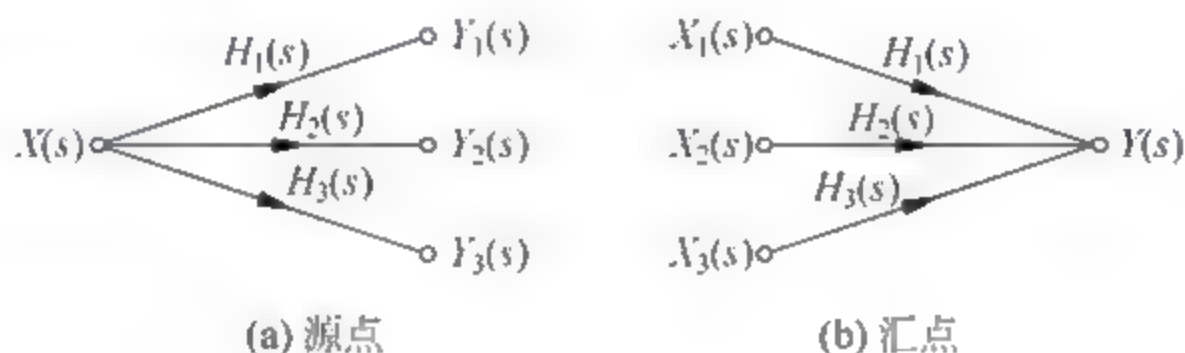 H₁(s) Y₁(s)
X(s) H₂(s) Y₂(s)
H₃(s)
Y₃(s)
(a) 源点
X₁(s) H₁(s)
X₂(s) H₂(s) Y(s)
H₃(s)
X₃(s)
(b) 汇点